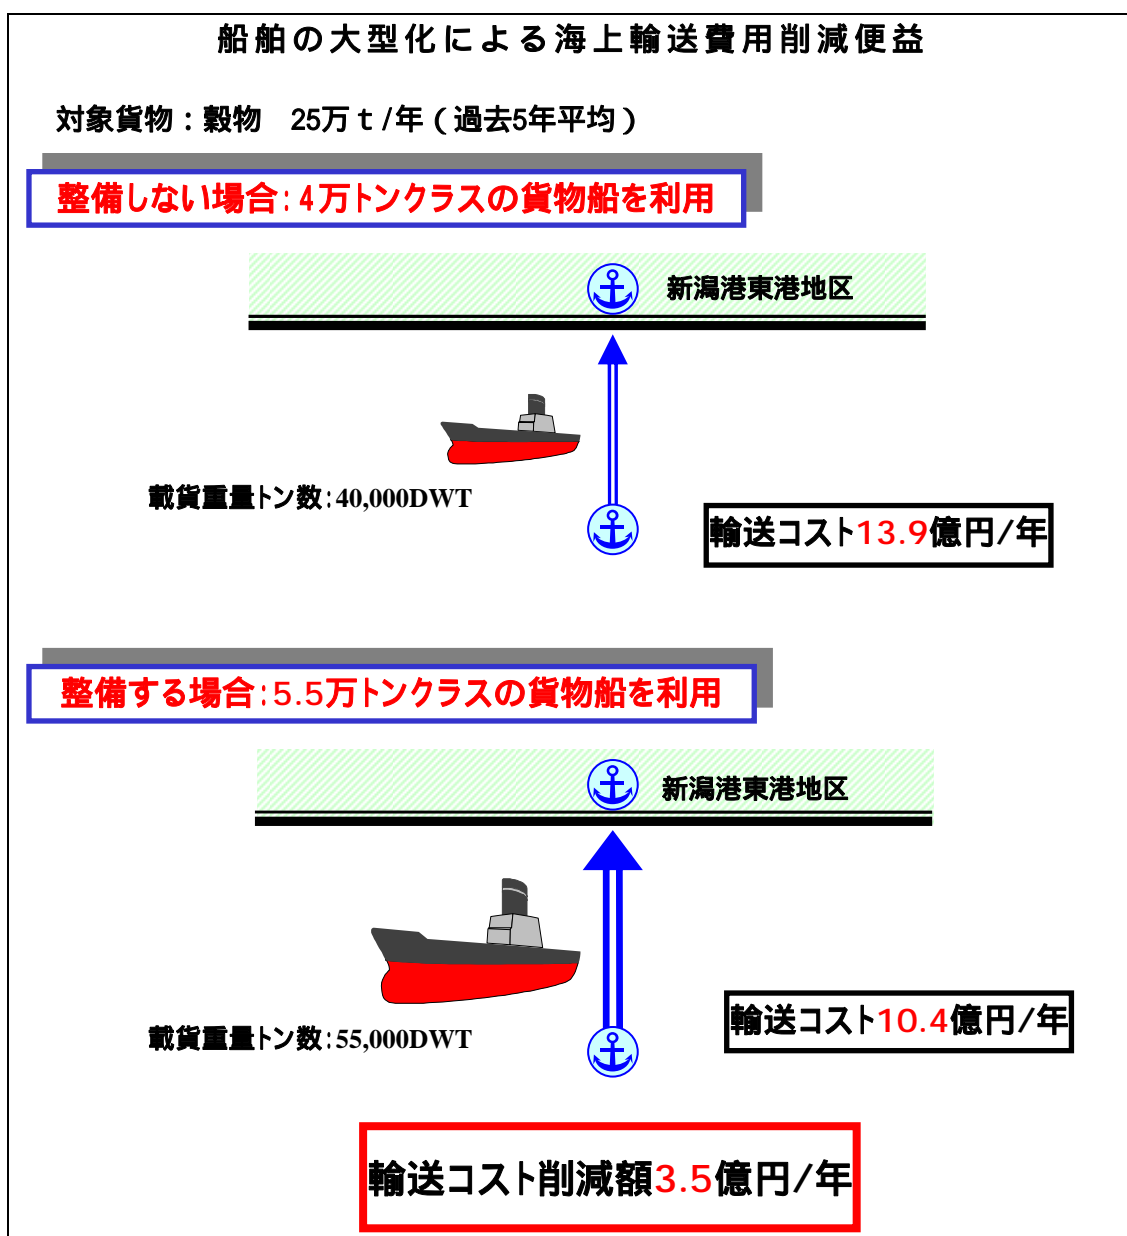 船舶の大型化による海上輸送費用削減便益
対象貨物：穀物　25万ｔ/年（過去5年平均）
整備しない場合:4万トンクラスの貨物船を利用
新潟港東港地区
載貨重量トン数:40,000DWT
輸送コスト13.9億円/年
整備する場合:5.5万トンクラスの貨物船を利用
新潟港東港地区
載貨重量トン数:55,000DWT
輸送コスト10.4億円/年
輸送コスト削減額3.5億円/年